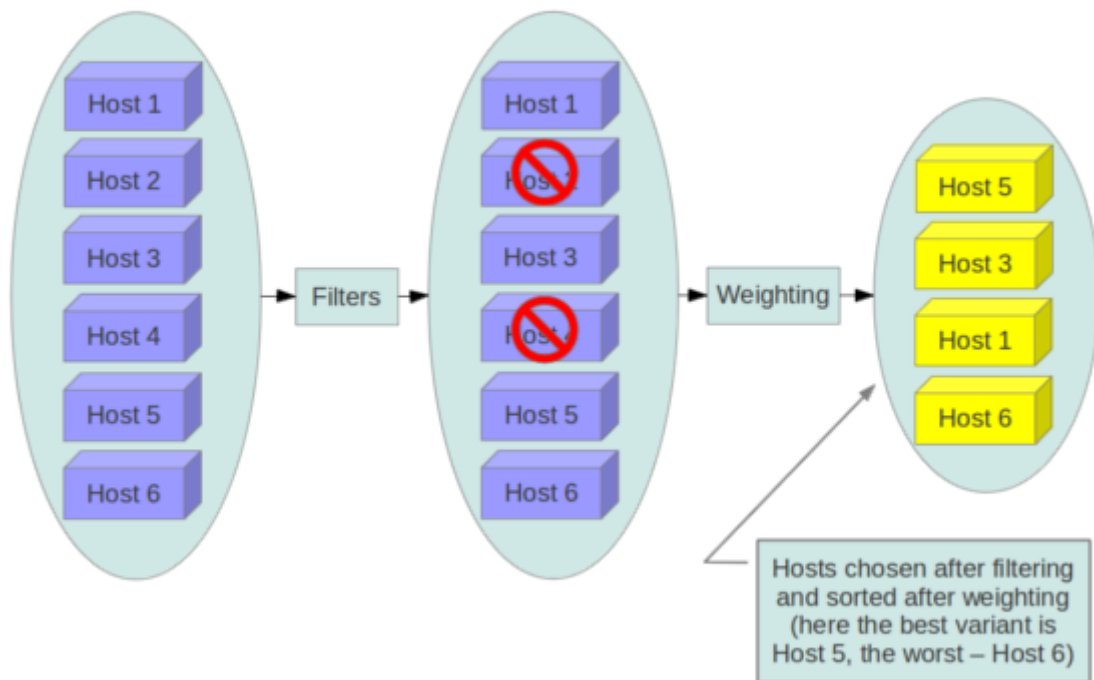 Host 1
Host 2
Host 3
Host 4
Host 5
Host 6
Filters
Host 1
Host 3
Host 5
Host 6
Weighting
Host 5
Host 3
Host 1
Host 6
Hosts chosen after filtering
and sorted after weighting
(here the best variant is
Host 5, the worst – Host 6)